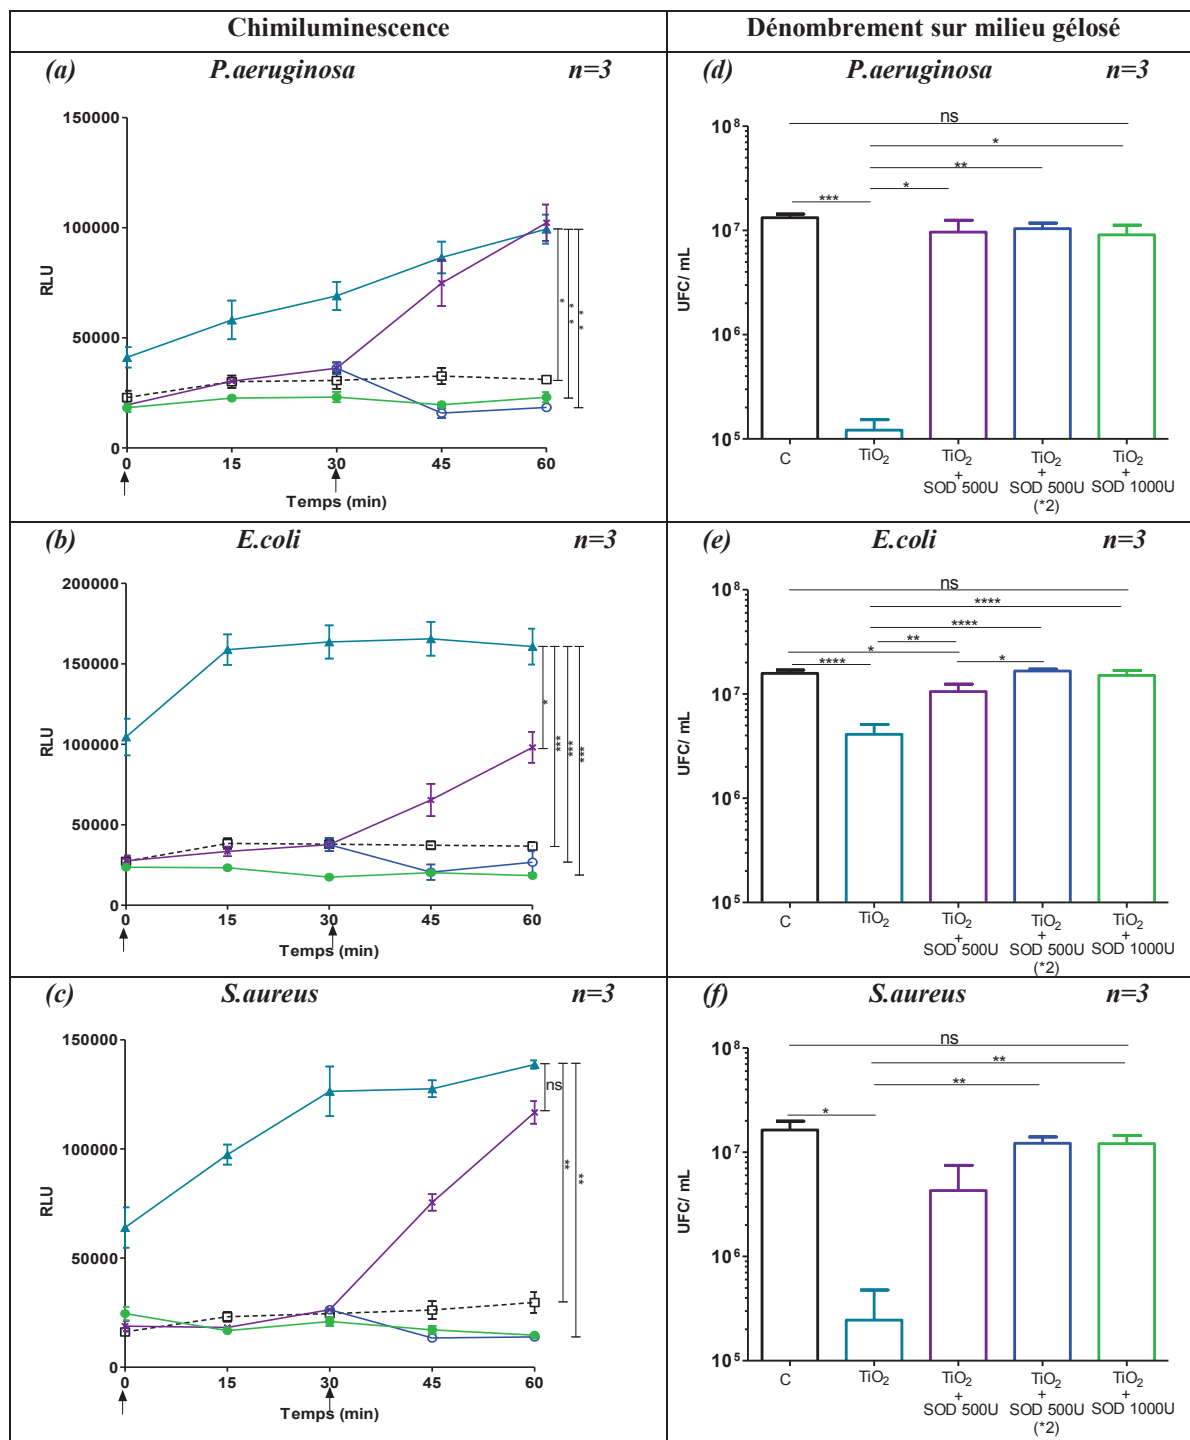 Chimiluminescence
Dénombrement sur milieu gélosé
(a) P.aeruginosa n=3
150000
100000
50000
0
RLU
0 15 30 45 60
Temps (min)
*
**
**
(d) P.aeruginosa n=3
10⁸
10⁷
10⁶
10⁵
UFC/ mL
ns
*
**
*
***
C
TiO₂
TiO₂
+
SOD 500U
TiO₂
+
SOD 500U
(*2)
TiO₂
+
SOD 1000U
(b) E.coli n=3
200000
150000
100000
50000
0
RLU
0 15 30 45 60
Temps (min)
*
***
***
***
(e) E.coli n=3
10⁸
10⁷
10⁶
10⁵
UFC/ mL
ns
****
****
**
*
****
*
C
TiO₂
TiO₂
+
SOD 500U
TiO₂
+
SOD 500U
(*2)
TiO₂
+
SOD 1000U
(c) S.aureus n=3
150000
100000
50000
0
RLU
0 15 30 45 60
Temps (min)
ns
**
**
(f) S.aureus n=3
10⁸
10⁷
10⁶
10⁵
UFC/ mL
ns
**
**
*
C
TiO₂
TiO₂
+
SOD 500U
TiO₂
+
SOD 500U
(*2)
TiO₂
+
SOD 1000U